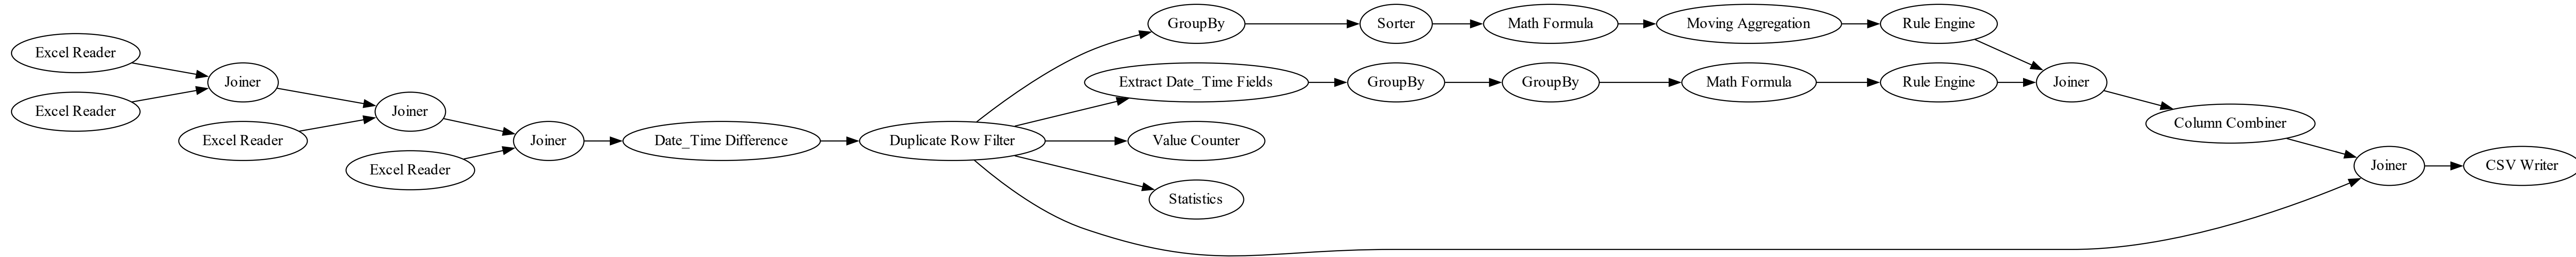 Excel Reader
Excel Reader
Joiner
Excel Reader
Joiner
Excel Reader
Joiner
Date_Time Difference
Duplicate Row Filter
GroupBy
Sorter
Math Formula
Moving Aggregation
Rule Engine
Extract Date_Time Fields
GroupBy
GroupBy
Math Formula
Rule Engine
Joiner
Value Counter
Statistics
Column Combiner
Joiner
CSV Writer